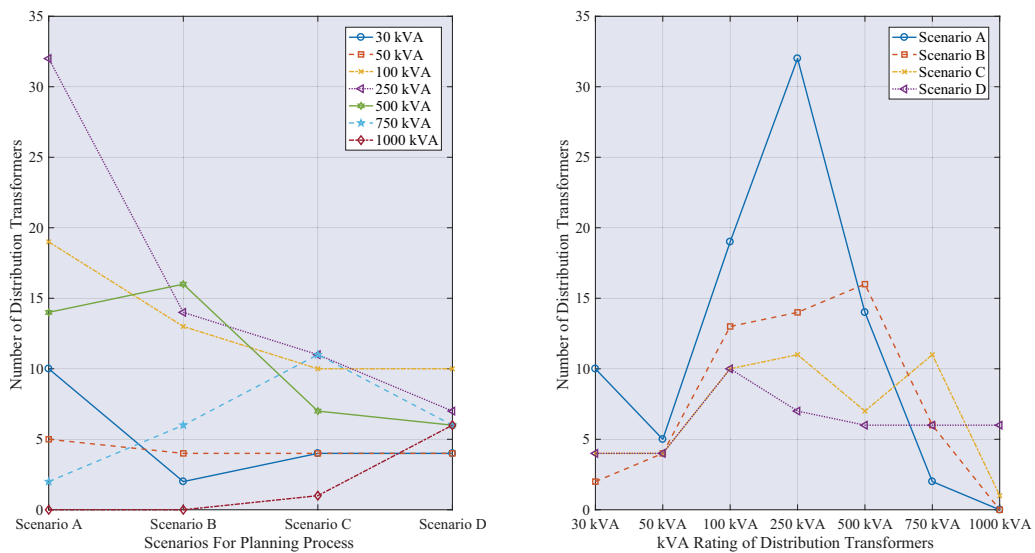 35
30
25
20
15
10
5
0
Number of Distribution Transformers
Scenario A
Scenario B
Scenario C
Scenario D
Scenarios For Planning Process
30 kVA
50 kVA
100 kVA
250 kVA
500 kVA
750 kVA
1000 kVA
35
30
25
20
15
10
5
0
Number of Distribution Transformers
30 kVA
50 kVA
100 kVA
250 kVA
500 kVA
750 kVA
1000 kVA
kVA Rating of Distribution Transformers
Scenario A
Scenario B
Scenario C
Scenario D